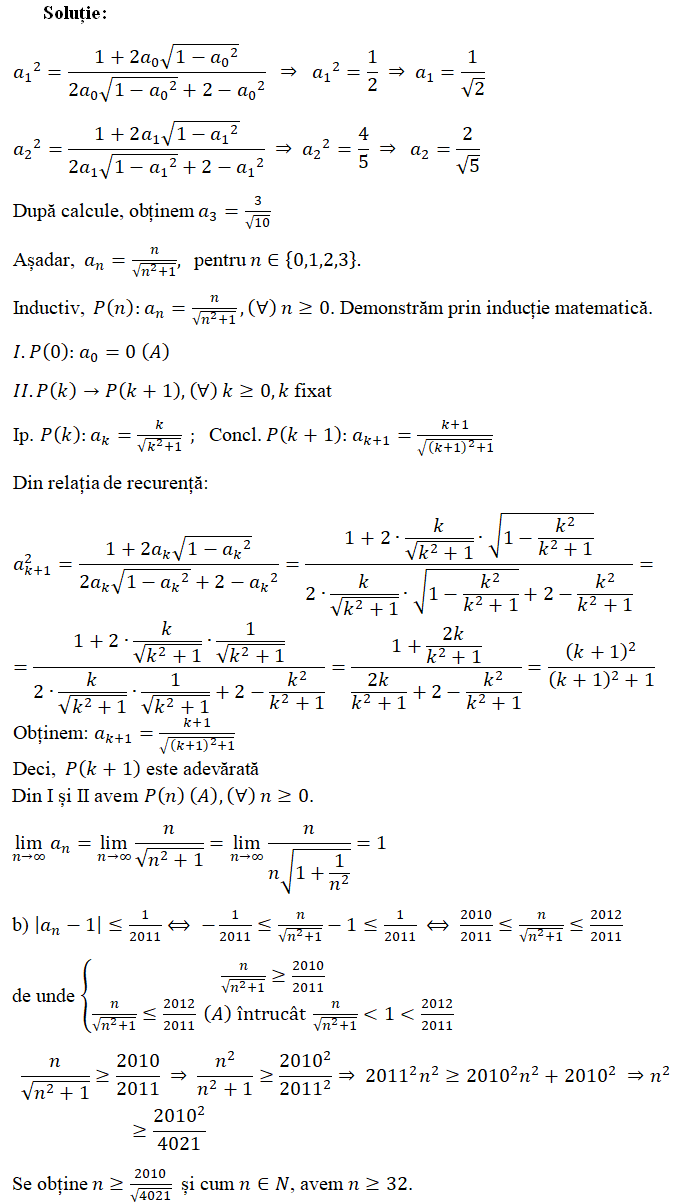 Soluție:
a₁² = (1 + 2a₀√(1 − a₀²)) / (2a₀√(1 − a₀²) + 2 − a₀²) ⇒ a₁² = 1/2 ⇒ a₁ = 1/√2
a₂² = (1 + 2a₁√(1 − a₁²)) / (2a₁√(1 − a₁²) + 2 − a₁²) ⇒ a₂² = 4/5 ⇒ a₂ = 2/√5
După calcule, obținem a₃ = 3/√10
Așadar, aₙ = n/√(n²+1), pentru n ∈ {0,1,2,3}.
Inductiv, P(n): aₙ = n/√(n²+1), (∀) n ≥ 0. Demonstrăm prin inducție matematică.
I. P(0): a₀ = 0 (A)
II. P(k) → P(k + 1), (∀) k ≥ 0, k fixat
Ip. P(k): aₖ = k/√(k²+1) ; Concl. P(k + 1): aₖ₊₁ = (k+1)/√((k+1)²+1)
Din relația de recurență:
aₖ₊₁² = (1 + 2aₖ√(1 − aₖ²)) / (2aₖ√(1 − aₖ²) + 2 − aₖ²) = (1 + 2 · k/√(k² + 1) · √(1 − k²/(k² + 1))) / (2 · k/√(k² + 1) · √(1 − k²/(k² + 1)) + 2 − k²/(k² + 1)) =
= (1 + 2 · k/√(k² + 1) · 1/√(k² + 1)) / (2 · k/√(k² + 1) · 1/√(k² + 1) + 2 − k²/(k² + 1)) = (1 + 2k/(k² + 1)) / (2k/(k² + 1) + 2 − k²/(k² + 1)) = (k + 1)²/((k + 1)² + 1)
Obținem: aₖ₊₁ = (k+1)/√((k+1)²+1)
Deci, P(k + 1) este adevărată
Din I și II avem P(n) (A), (∀) n ≥ 0.
lim n→∞ aₙ = lim n→∞ n/√(n² + 1) = lim n→∞ n/(n√(1 + 1/n²)) = 1
b) |aₙ − 1| ≤ 1/2011 ⟺ − 1/2011 ≤ n/√(n²+1) − 1 ≤ 1/2011 ⟺ 2010/2011 ≤ n/√(n²+1) ≤ 2012/2011
de unde { n/√(n²+1) ≥ 2010/2011
n/√(n²+1) ≤ 2012/2011 (A) întrucât n/√(n²+1) < 1 < 2012/2011
n/√(n² + 1) ≥ 2010/2011 ⇒ n²/(n² + 1) ≥ 2010²/2011² ⇒ 2011²n² ≥ 2010²n² + 2010² ⇒ n²
≥ 2010²/4021
Se obține n ≥ 2010/√4021 și cum n ∈ N, avem n ≥ 32.